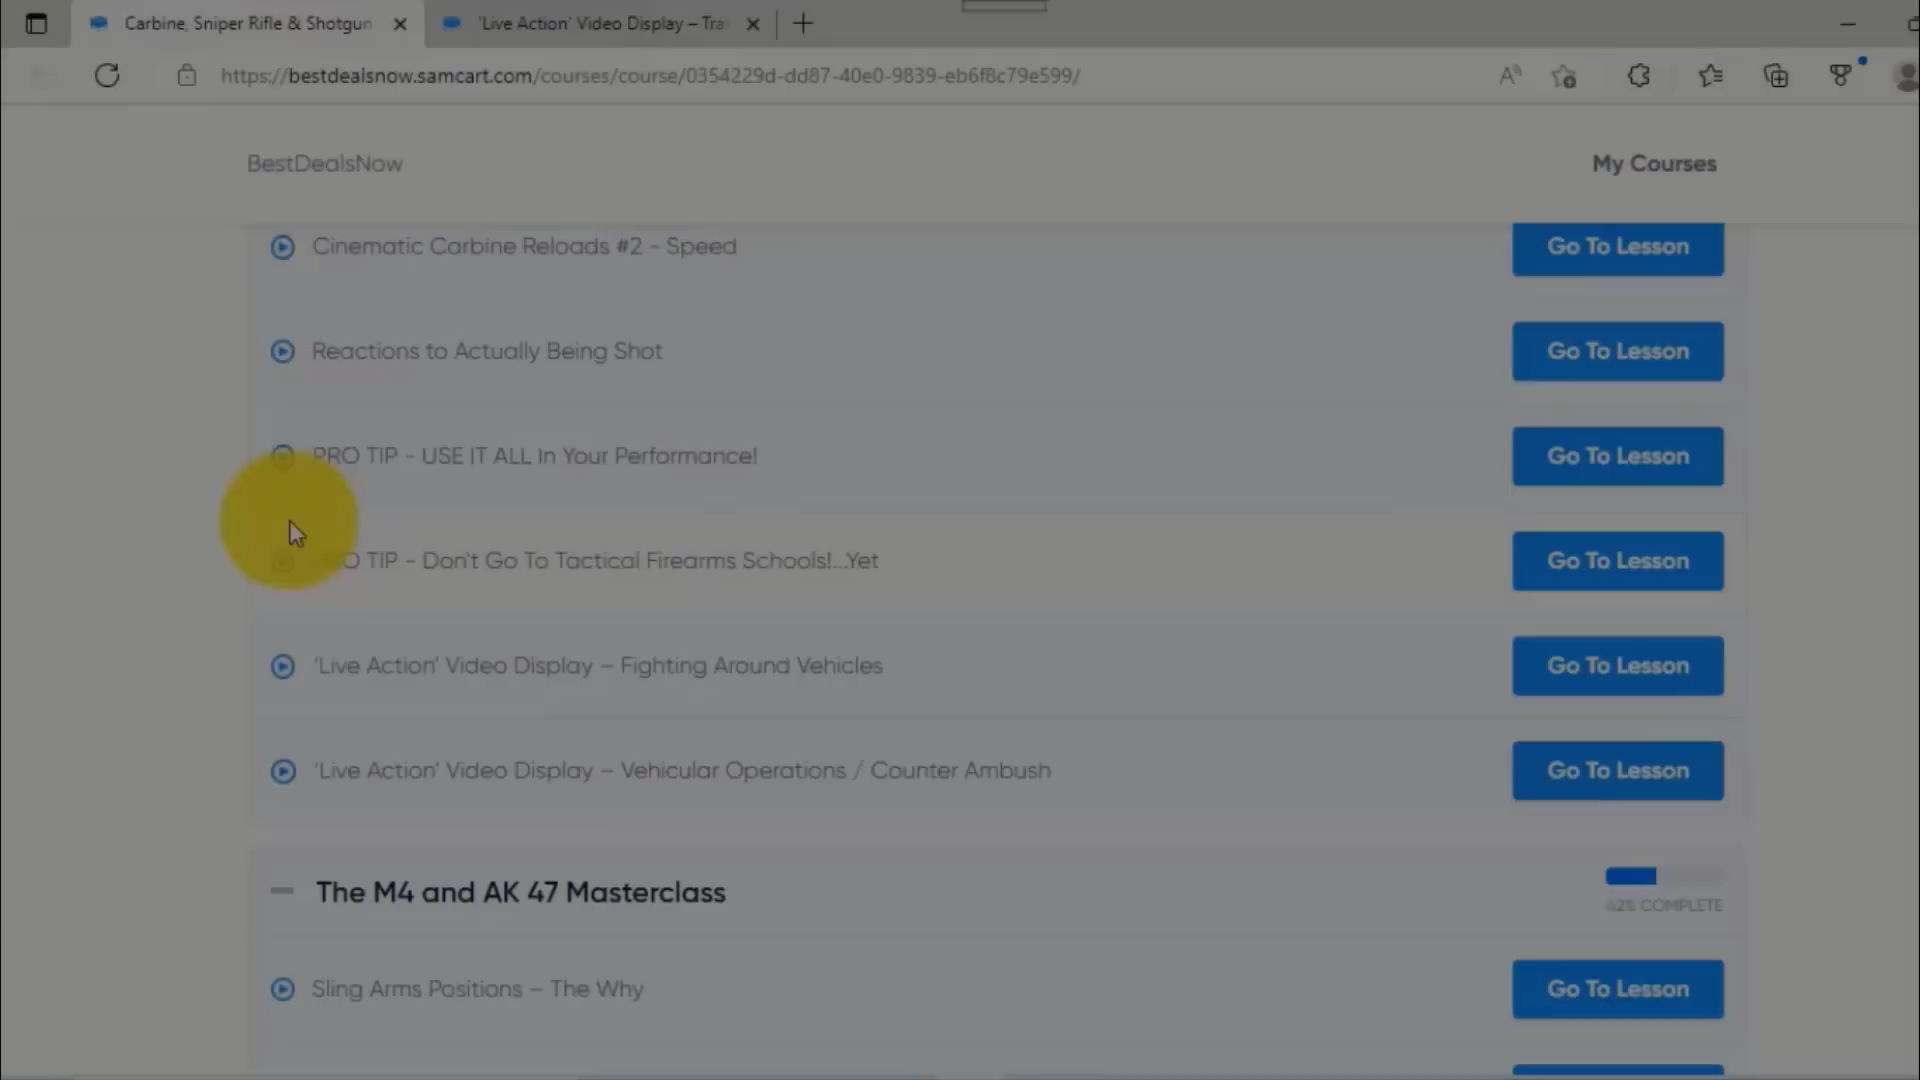 Carbine, Sniper Rifle & Shotgun
'Live Action' Video Display – Tra
https://bestdealsnow.samcart.com/courses/course/0354229d-dd87-40e0-9839-eb6f8c79e599/
BestDealsNow
My Courses
Cinematic Carbine Reloads #2 - Speed
Go To Lesson
Reactions to Actually Being Shot
Go To Lesson
PRO TIP - USE IT ALL In Your Performance!
Go To Lesson
PRO TIP - Don't Go To Tactical Firearms Schools!...Yet
Go To Lesson
'Live Action' Video Display – Fighting Around Vehicles
Go To Lesson
'Live Action' Video Display – Vehicular Operations / Counter Ambush
Go To Lesson
The M4 and AK 47 Masterclass
42% COMPLETE
Sling Arms Positions – The Why
Go To Lesson